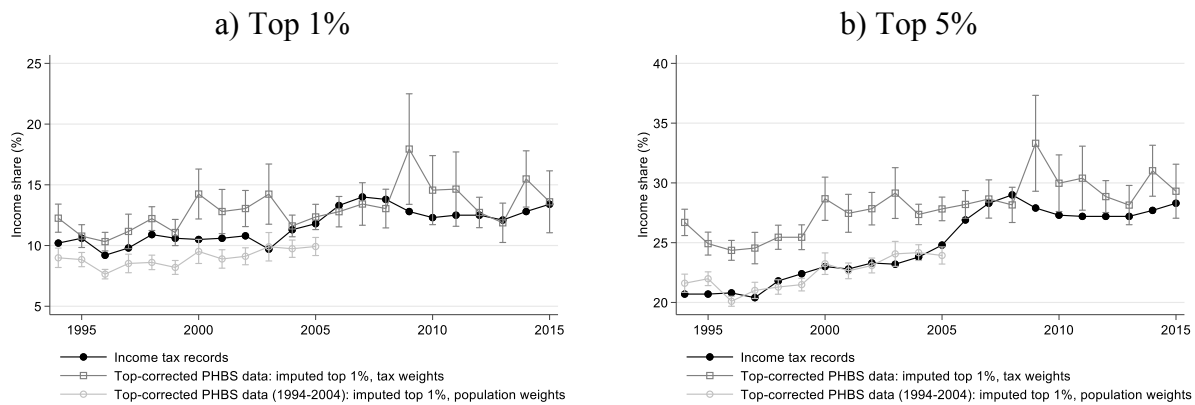 a) Top 1%
25
20
15
10
5
Income share (%)
1995 2000 2005 2010 2015
Income tax records
Top-corrected PHBS data: imputed top 1%, tax weights
Top-corrected PHBS data (1994-2004): imputed top 1%, population weights
b) Top 5%
40
35
30
25
20
Income share (%)
1995 2000 2005 2010 2015
Income tax records
Top-corrected PHBS data: imputed top 1%, tax weights
Top-corrected PHBS data (1994-2004): imputed top 1%, population weights